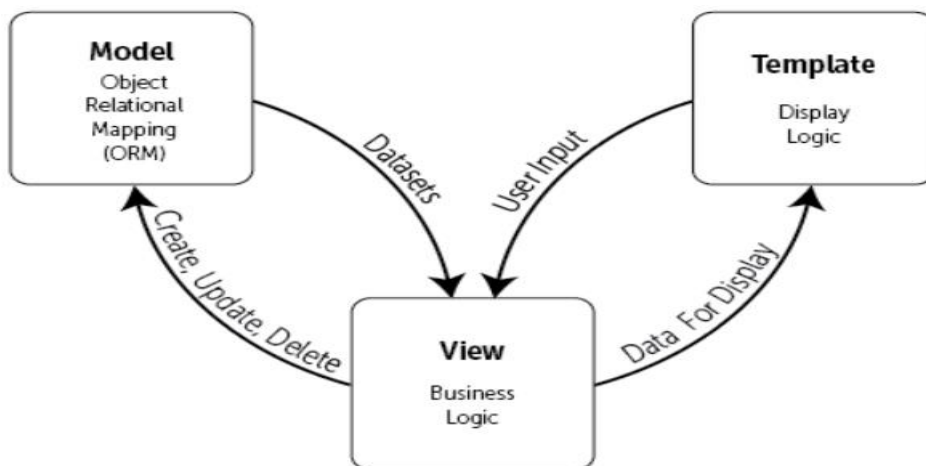 Model
Object
Relational
Mapping
(ORM)
Template
Display
Logic
Datasets
User Input
Create, Update, Delete
Data For Display
View
Business
Logic